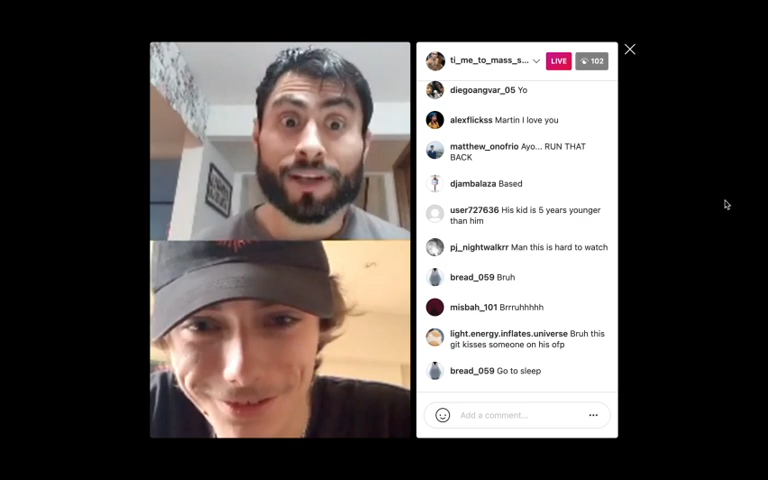 ti_me_to_mass_s...
LIVE
102
diegoangvar_05 Yo
alexflickss Martin I love you
matthew_onofrio Ayo... RUN THAT
BACK
djambalaza Based
user727636 His kid is 5 years younger
than him
pj_nightwalkrr Man this is hard to watch
bread_059 Bruh
misbah_101 Brrruhhhhh
light.energy.inflates.universe Bruh this
git kisses someone on his ofp
bread_059 Go to sleep
Add a comment...